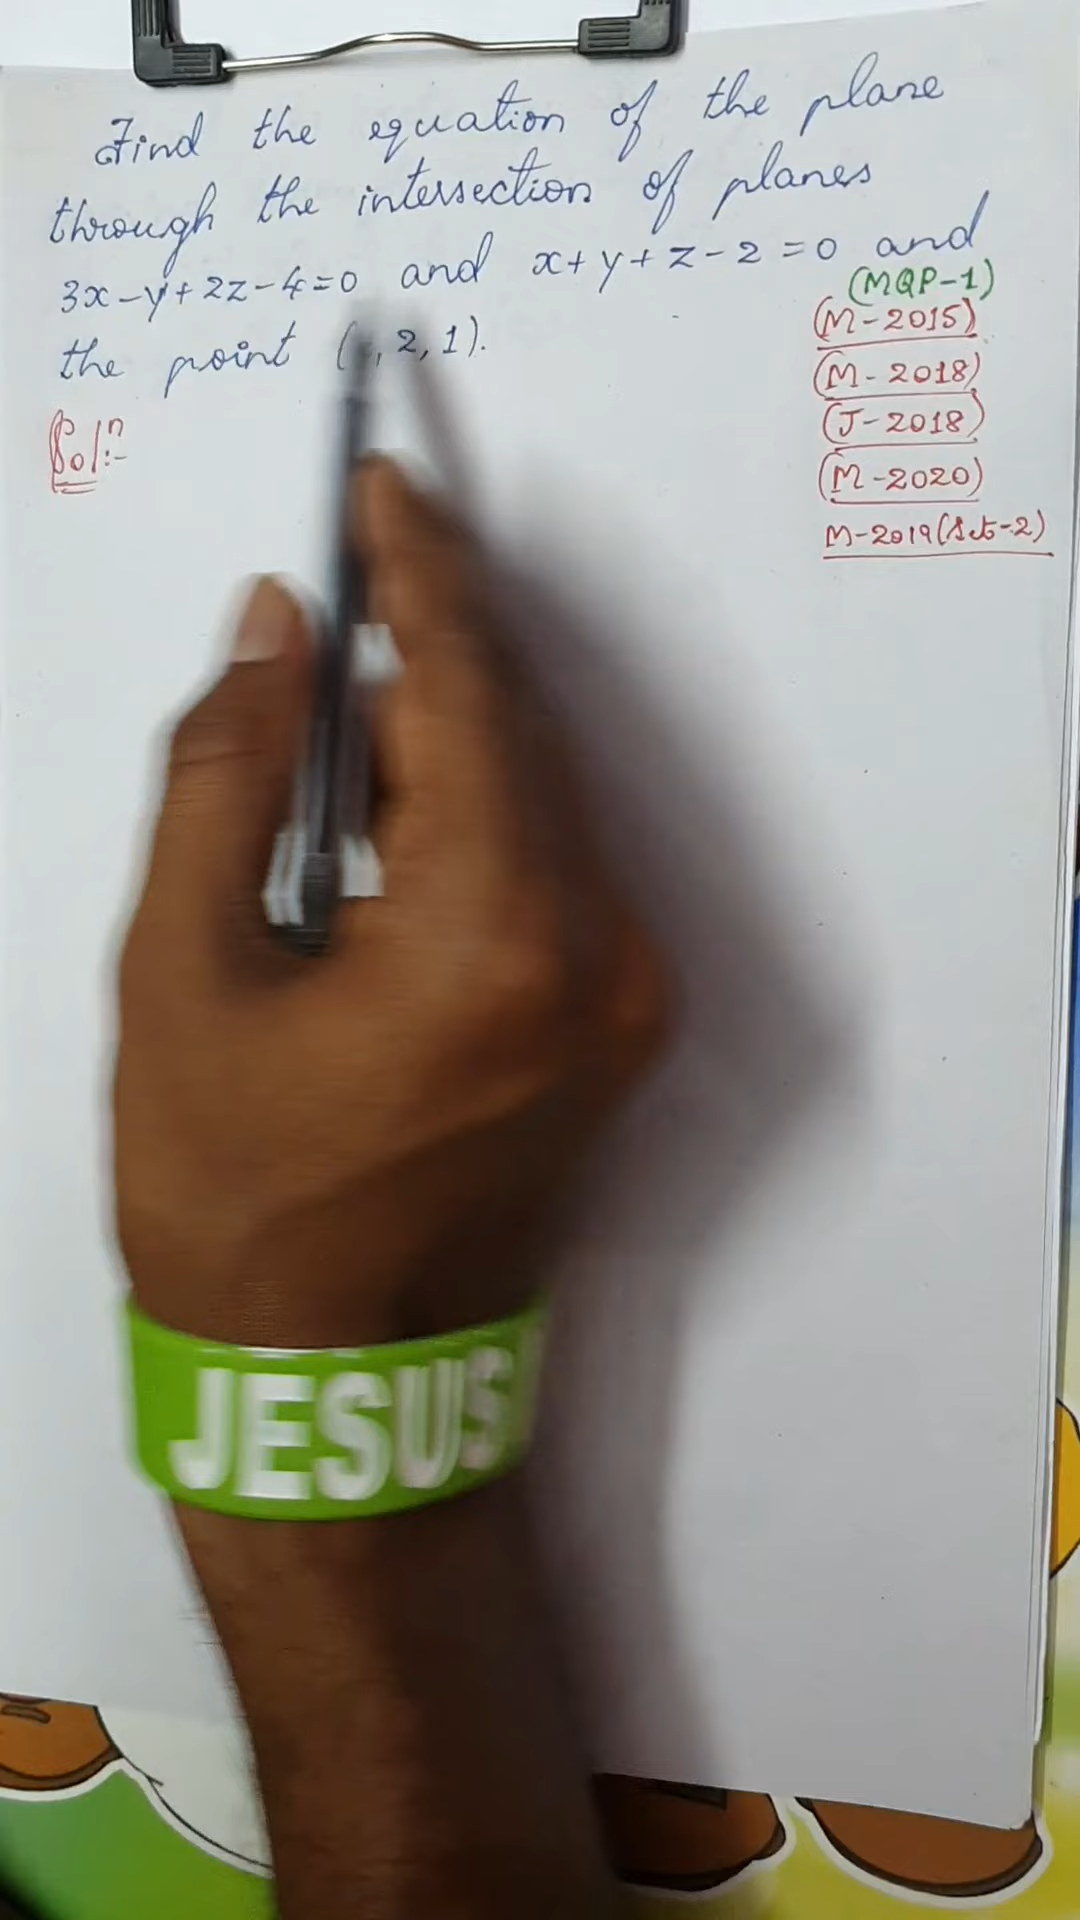 Find the equation of the plane
through the intersection of planes
3x-y+2z-4=0 and x+y+z-2=0 and
the point ( , 2, 1).
(MQP-1)
(M-2015)
(M-2018)
(J-2018)
(M-2020)
M-2019(Set-2)
Solⁿ:-
JESUS